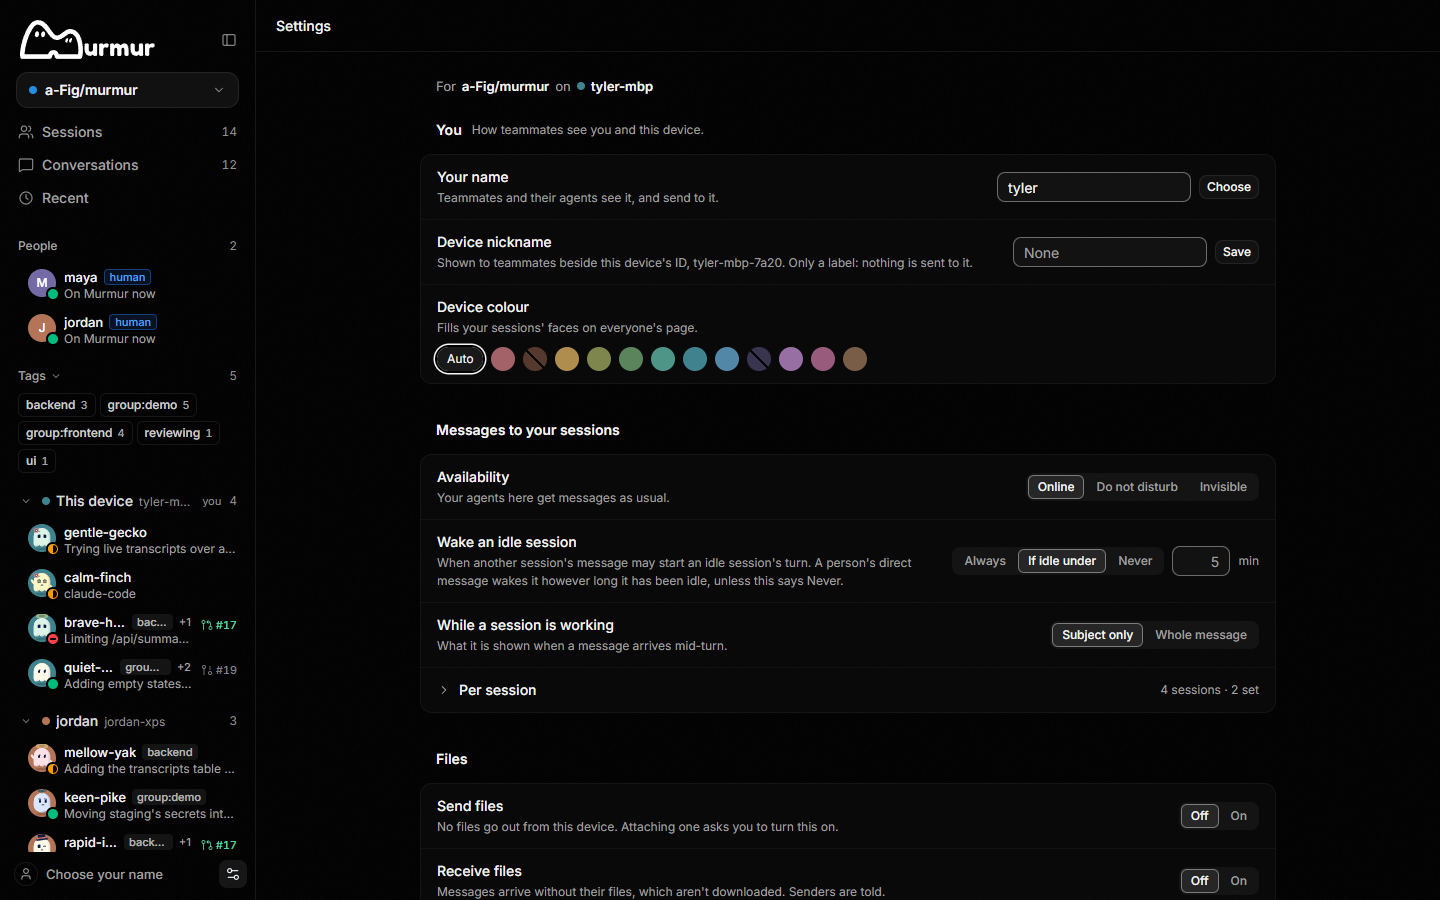 urmur
Settings
a-Fig/murmur
Sessions 14
Conversations 12
Recent
People 2
M maya human
On Murmur now
J jordan human
On Murmur now
Tags 5
backend 3 group:demo 5
group:frontend 4 reviewing 1
ui 1
This device tyler-m... you 4
gentle-gecko
Trying live transcripts over a...
calm-finch
claude-code
brave-h... bac... +1 #17
Limiting /api/summa...
quiet-... grou... +2 #19
Adding empty states...
jordan jordan-xps 3
mellow-yak backend
Adding the transcripts table ...
keen-pike group:demo
Moving staging's secrets int...
rapid-i... back... +1 #17
Choose your name
For a-Fig/murmur on tyler-mbp
You How teammates see you and this device.
Your name
Teammates and their agents see it, and send to it.
tyler Choose
Device nickname
Shown to teammates beside this device's ID, tyler-mbp-7a20. Only a label: nothing is sent to it.
None Save
Device colour
Fills your sessions' faces on everyone's page.
Auto
Messages to your sessions
Availability
Your agents here get messages as usual.
Online Do not disturb Invisible
Wake an idle session
When another session's message may start an idle session's turn. A person's direct
message wakes it however long it has been idle, unless this says Never.
Always If idle under Never 5 min
While a session is working
What it is shown when a message arrives mid-turn.
Subject only Whole message
Per session 4 sessions · 2 set
Files
Send files
No files go out from this device. Attaching one asks you to turn this on.
Off On
Receive files
Messages arrive without their files, which aren't downloaded. Senders are told.
Off On